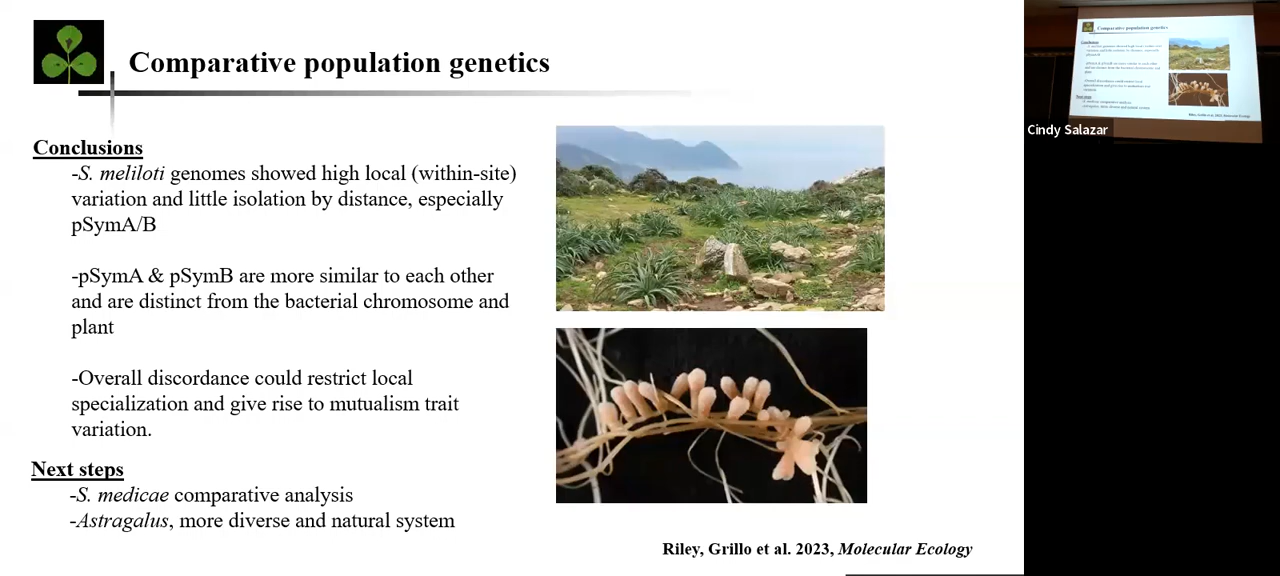 Comparative population genetics
Conclusions
-S. meliloti genomes showed high local (within-site)
variation and little isolation by distance, especially
pSymA/B
-pSymA & pSymB are more similar to each other
and are distinct from the bacterial chromosome and
plant
-Overall discordance could restrict local
specialization and give rise to mutualism trait
variation.
Next steps
-S. medicae comparative analysis
-Astragalus, more diverse and natural system
Riley, Grillo et al. 2023, Molecular Ecology
Comparative population genetics
Cindy Salazar